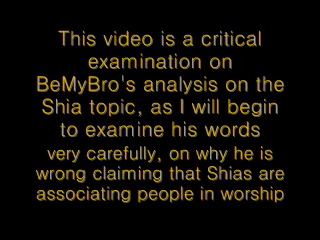 This video is a critical
examination on
BeMyBro's analysis on the
Shia topic, as I will begin
to examine his words
very carefully, on why he is
wrong claiming that Shias are
associating people in worship